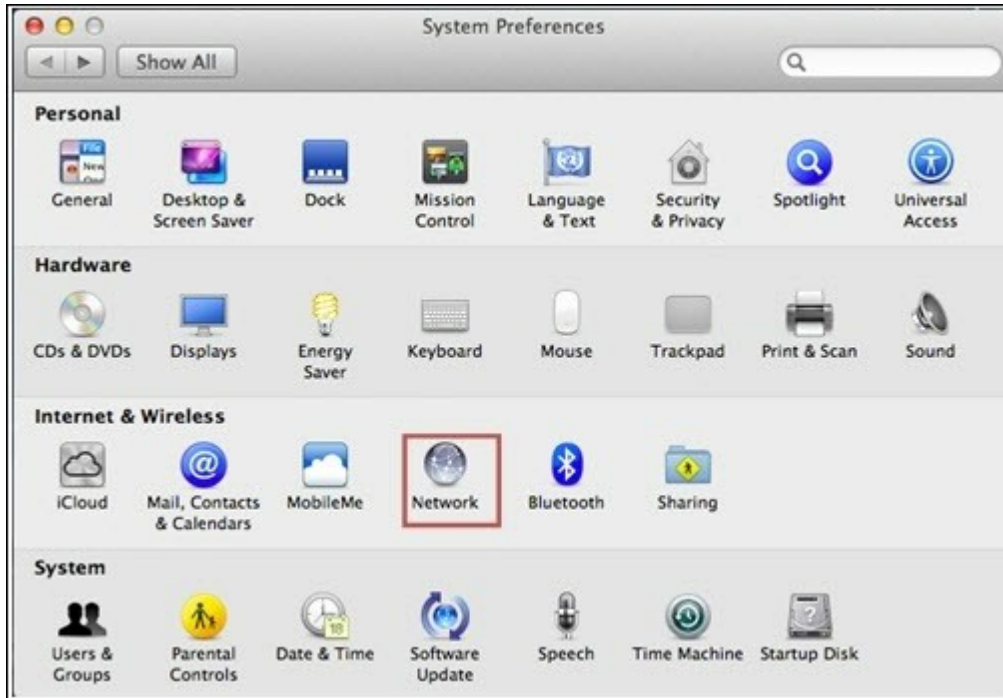 System Preferences
Show All
Personal
General
Desktop &
Screen Saver
Dock
Mission
Control
Language
& Text
Security
& Privacy
Spotlight
Universal
Access
Hardware
CDs & DVDs
Displays
Energy
Saver
Keyboard
Mouse
Trackpad
Print & Scan
Sound
Internet & Wireless
iCloud
Mail, Contacts
& Calendars
MobileMe
Network
Bluetooth
Sharing
System
Users &
Groups
Parental
Controls
18
Date & Time
Software
Update
Speech
Time Machine
Startup Disk